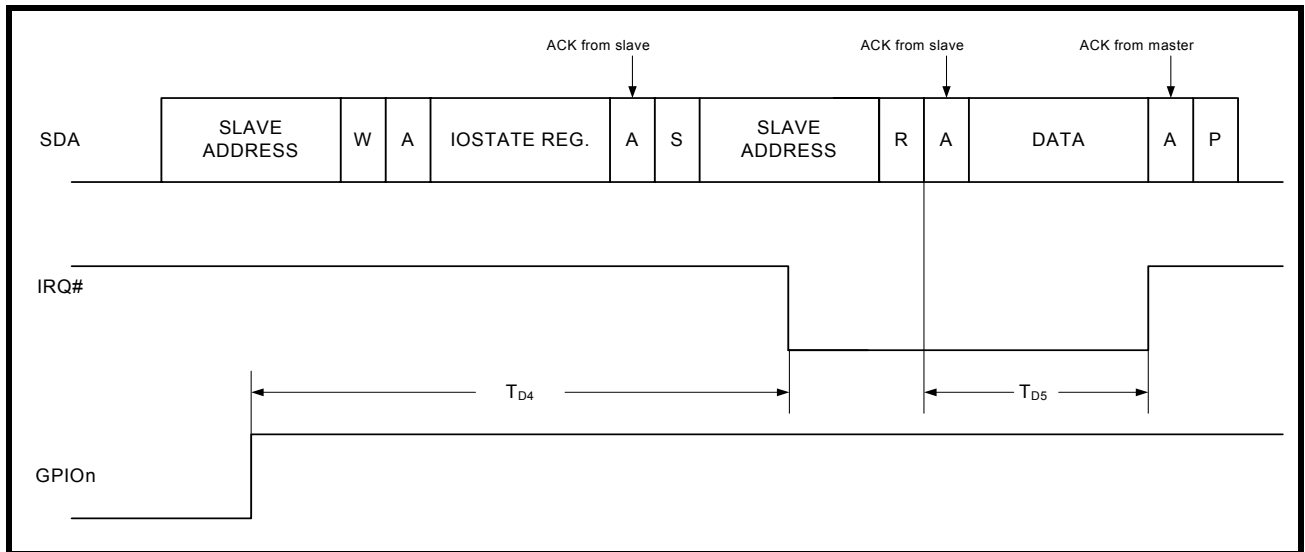 ACK from slave
ACK from slave
ACK from master
SDA
SLAVE
ADDRESS
W
A
IOSTATE REG.
A
S
SLAVE
ADDRESS
R
A
DATA
A
P
IRQ#
TD4
TD5
GPIOn